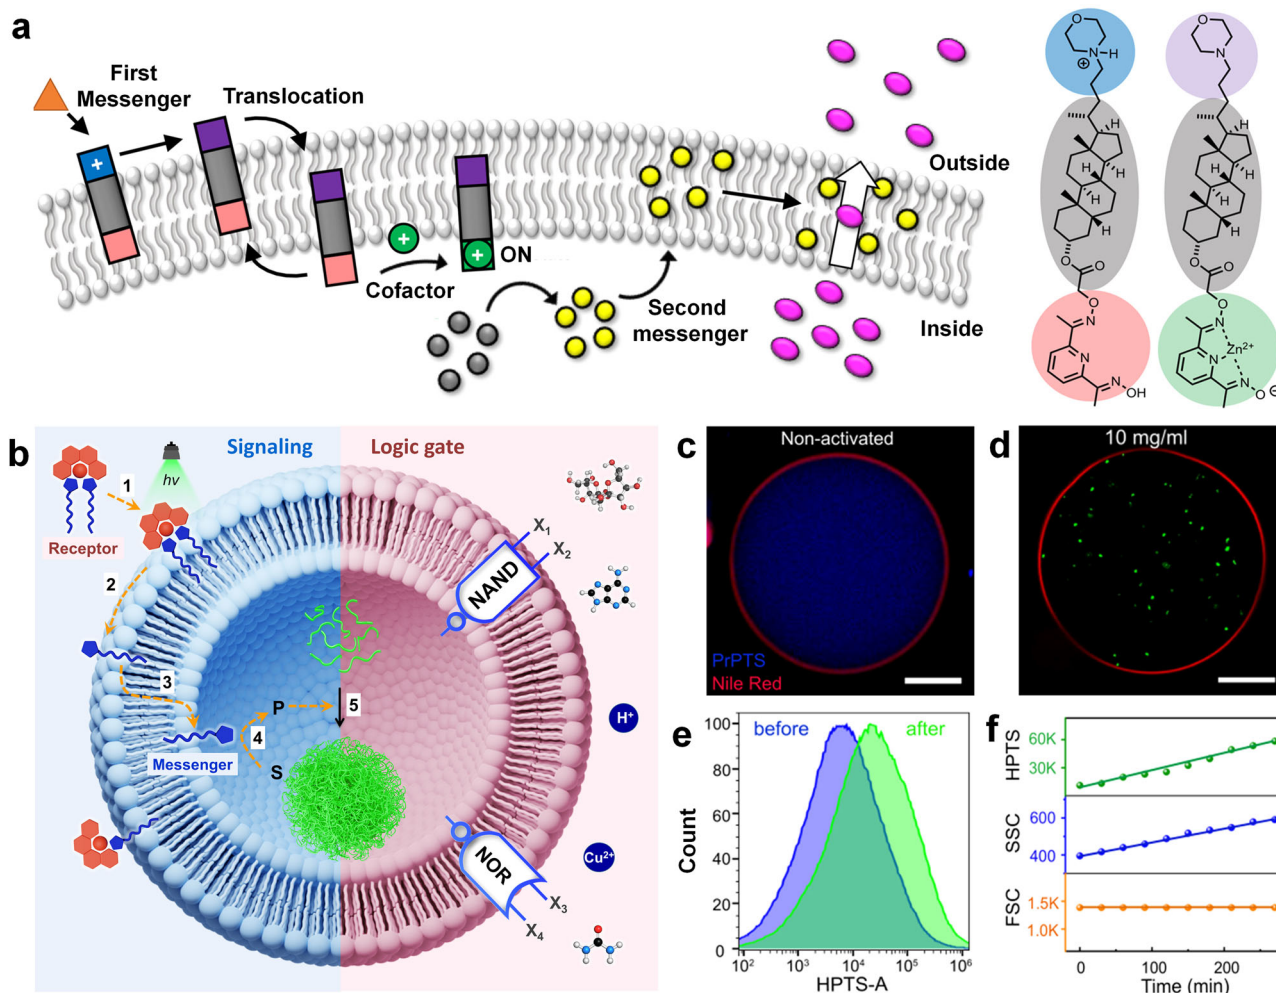 a
First
Messenger
Translocation
+
Cofactor
+
+
ON
Second
messenger
Outside
Inside
O
N
H
⊕
H
H
H
H
O
O
O
N
N
N
OH
O
N
H
H
H
H
O
O
O
N
N
Zn²⁺
N
O
⊖
b
Signaling
Logic gate
hν
1
Receptor
2
3
P
5
4
Messenger
S
X₁
X₂
NAND
H⁺
NOR
Cu²⁺
X₃
X₄
c
Non-activated
PrPTS
Nile Red
d
10 mg/ml
e
before
after
100
80
60
40
20
0
Count
10²
10³
10⁴
10⁵
10⁶
HPTS-A
f
HPTS
60K
30K
SSC
600
400
FSC
1.5K
1.0K
0
100
200
Time (min)